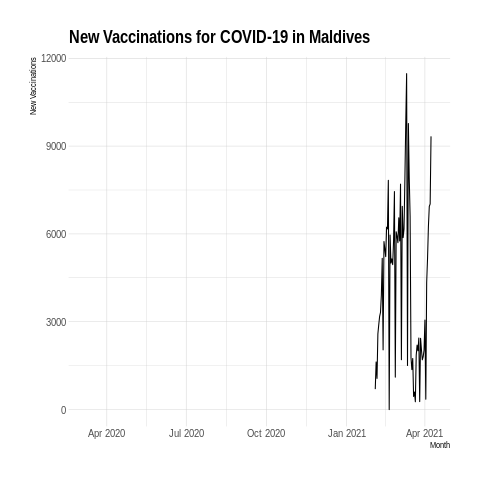 New Vaccinations for COVID-19 in Maldives
New Vaccinations
12000
9000
6000
3000
0
Apr 2020 Jul 2020 Oct 2020 Jan 2021 Apr 2021
Month